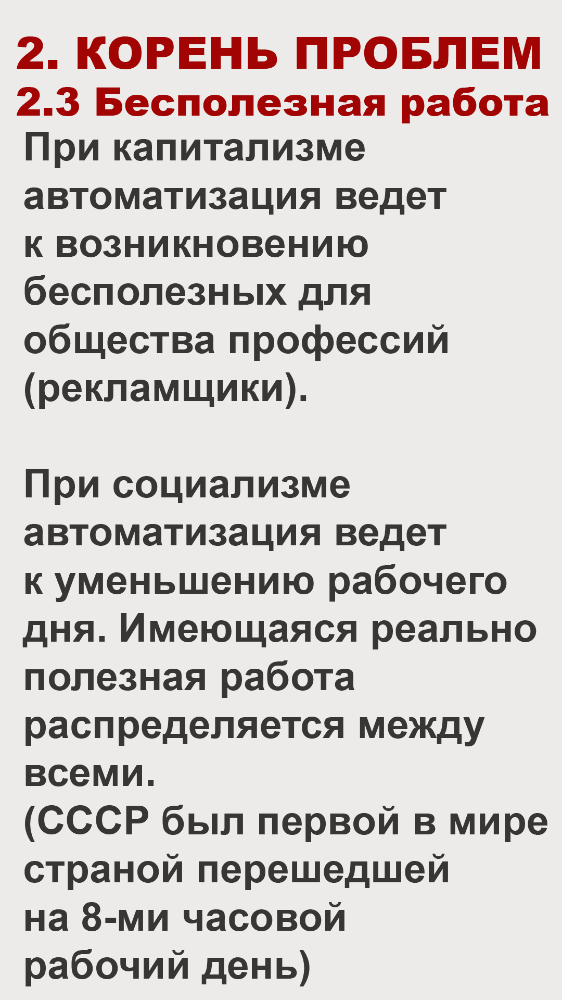 2. КОРЕНЬ ПРОБЛЕМ
2.3 Бесполезная работа
При капитализме
автоматизация ведет
к возникновению
бесполезных для
общества профессий
(рекламщики).
При социализме
автоматизация ведет
к уменьшению рабочего
дня. Имеющаяся реально
полезная работа
распределяется между
всеми.
(СССР был первой в мире
страной перешедшей
на 8-ми часовой
рабочий день)